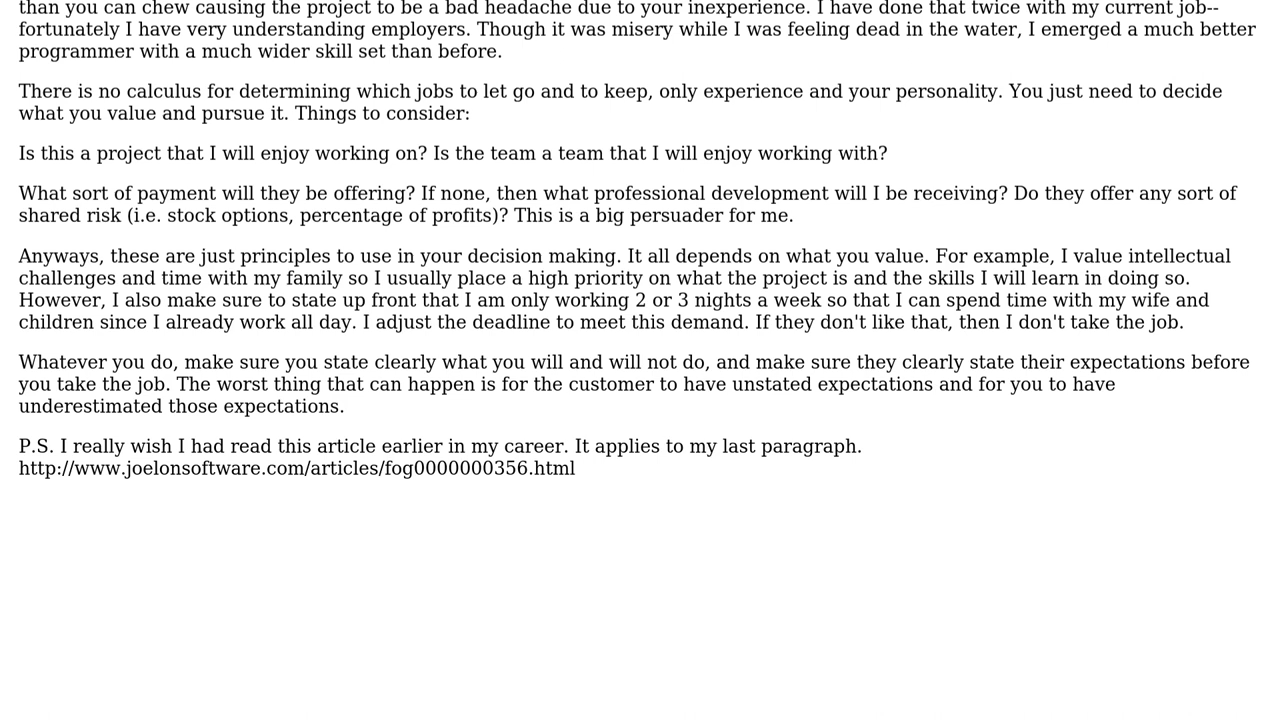 than you can chew causing the project to be a bad headache due to your inexperience. I have done that twice with my current job--
fortunately I have very understanding employers. Though it was misery while I was feeling dead in the water, I emerged a much better
programmer with a much wider skill set than before.
There is no calculus for determining which jobs to let go and to keep, only experience and your personality. You just need to decide
what you value and pursue it. Things to consider:
Is this a project that I will enjoy working on? Is the team a team that I will enjoy working with?
What sort of payment will they be offering? If none, then what professional development will I be receiving? Do they offer any sort of
shared risk (i.e. stock options, percentage of profits)? This is a big persuader for me.
Anyways, these are just principles to use in your decision making. It all depends on what you value. For example, I value intellectual
challenges and time with my family so I usually place a high priority on what the project is and the skills I will learn in doing so.
However, I also make sure to state up front that I am only working 2 or 3 nights a week so that I can spend time with my wife and
children since I already work all day. I adjust the deadline to meet this demand. If they don't like that, then I don't take the job.
Whatever you do, make sure you state clearly what you will and will not do, and make sure they clearly state their expectations before
you take the job. The worst thing that can happen is for the customer to have unstated expectations and for you to have
underestimated those expectations.
P.S. I really wish I had read this article earlier in my career. It applies to my last paragraph.
http://www.joelonsoftware.com/articles/fog0000000356.html